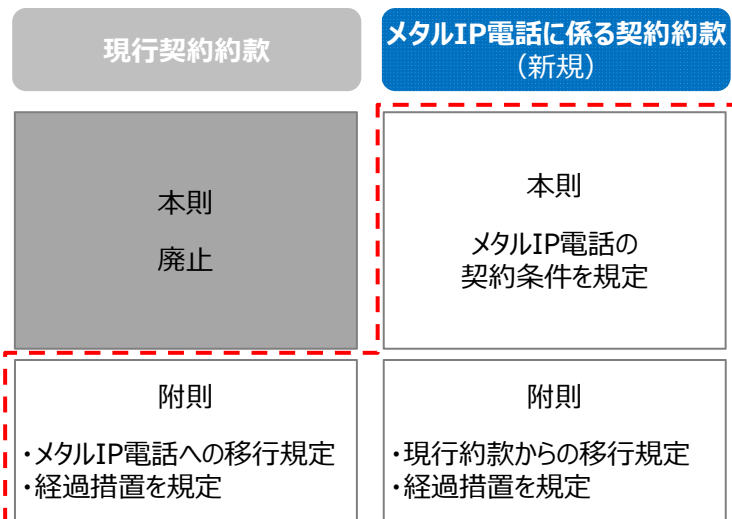 現行契約約款
メタルIP電話に係る契約約款
（新規）
本則
廃止
本則
メタルIP電話の
契約条件を規定
附則
・メタルIP電話への移行規定
・経過措置を規定
附則
・現行約款からの移行規定
・経過措置を規定